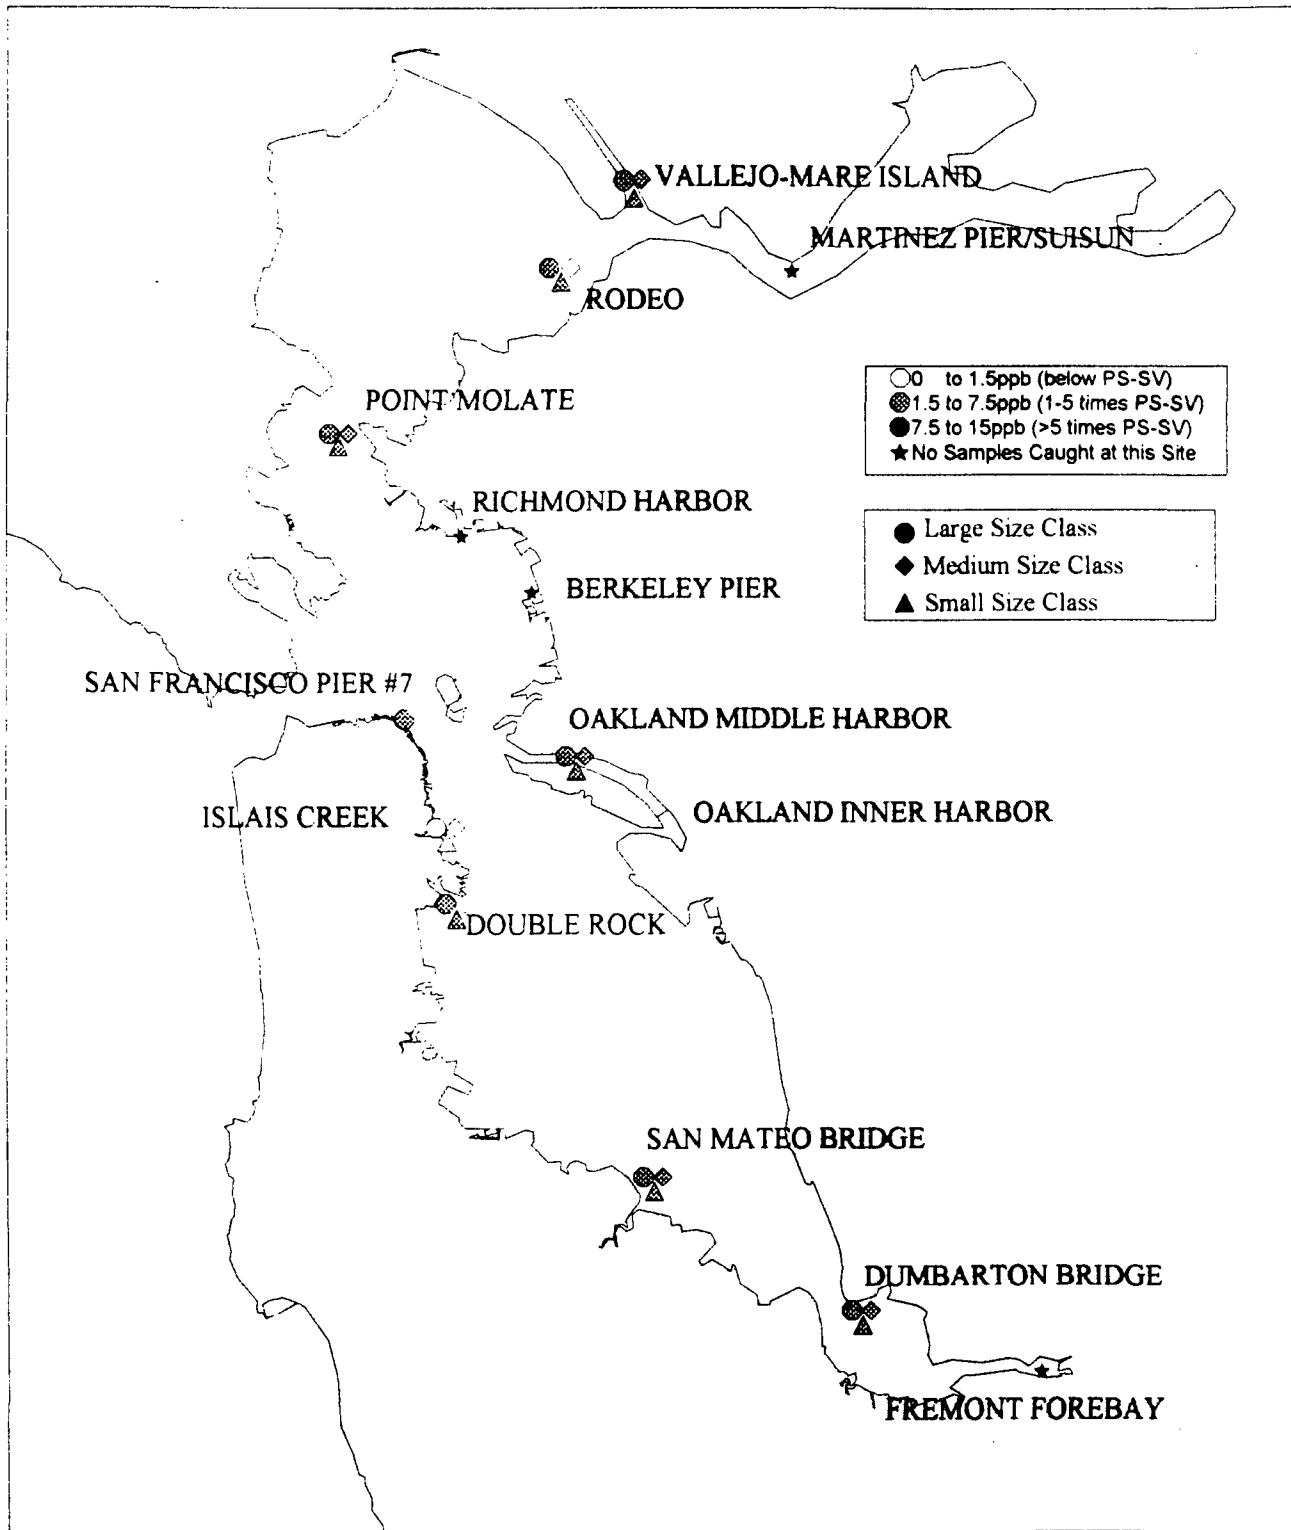 VALLEJO-MARE ISLAND
MARTINEZ PIER/SUISUN
RODEO
0 to 1.5ppb (below PS-SV)
1.5 to 7.5ppb (1-5 times PS-SV)
7.5 to 15ppb (>5 times PS-SV)
No Samples Caught at this Site
POINT MOLATE
RICHMOND HARBOR
Large Size Class
Medium Size Class
Small Size Class
BERKELEY PIER
SAN FRANCISCO PIER #7
OAKLAND MIDDLE HARBOR
ISLAIS CREEK
OAKLAND INNER HARBOR
DOUBLE ROCK
SAN MATEO BRIDGE
DUMBARTON BRIDGE
FREMONT FOREBAY